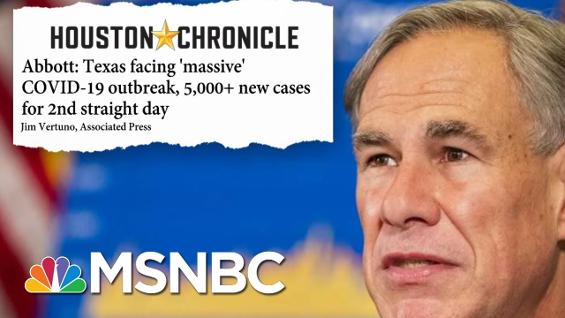 HOUSTON CHRONICLE
Abbott: Texas facing 'massive'
COVID-19 outbreak, 5,000+ new cases
for 2nd straight day
Jim Vertuno, Associated Press
MSNBC